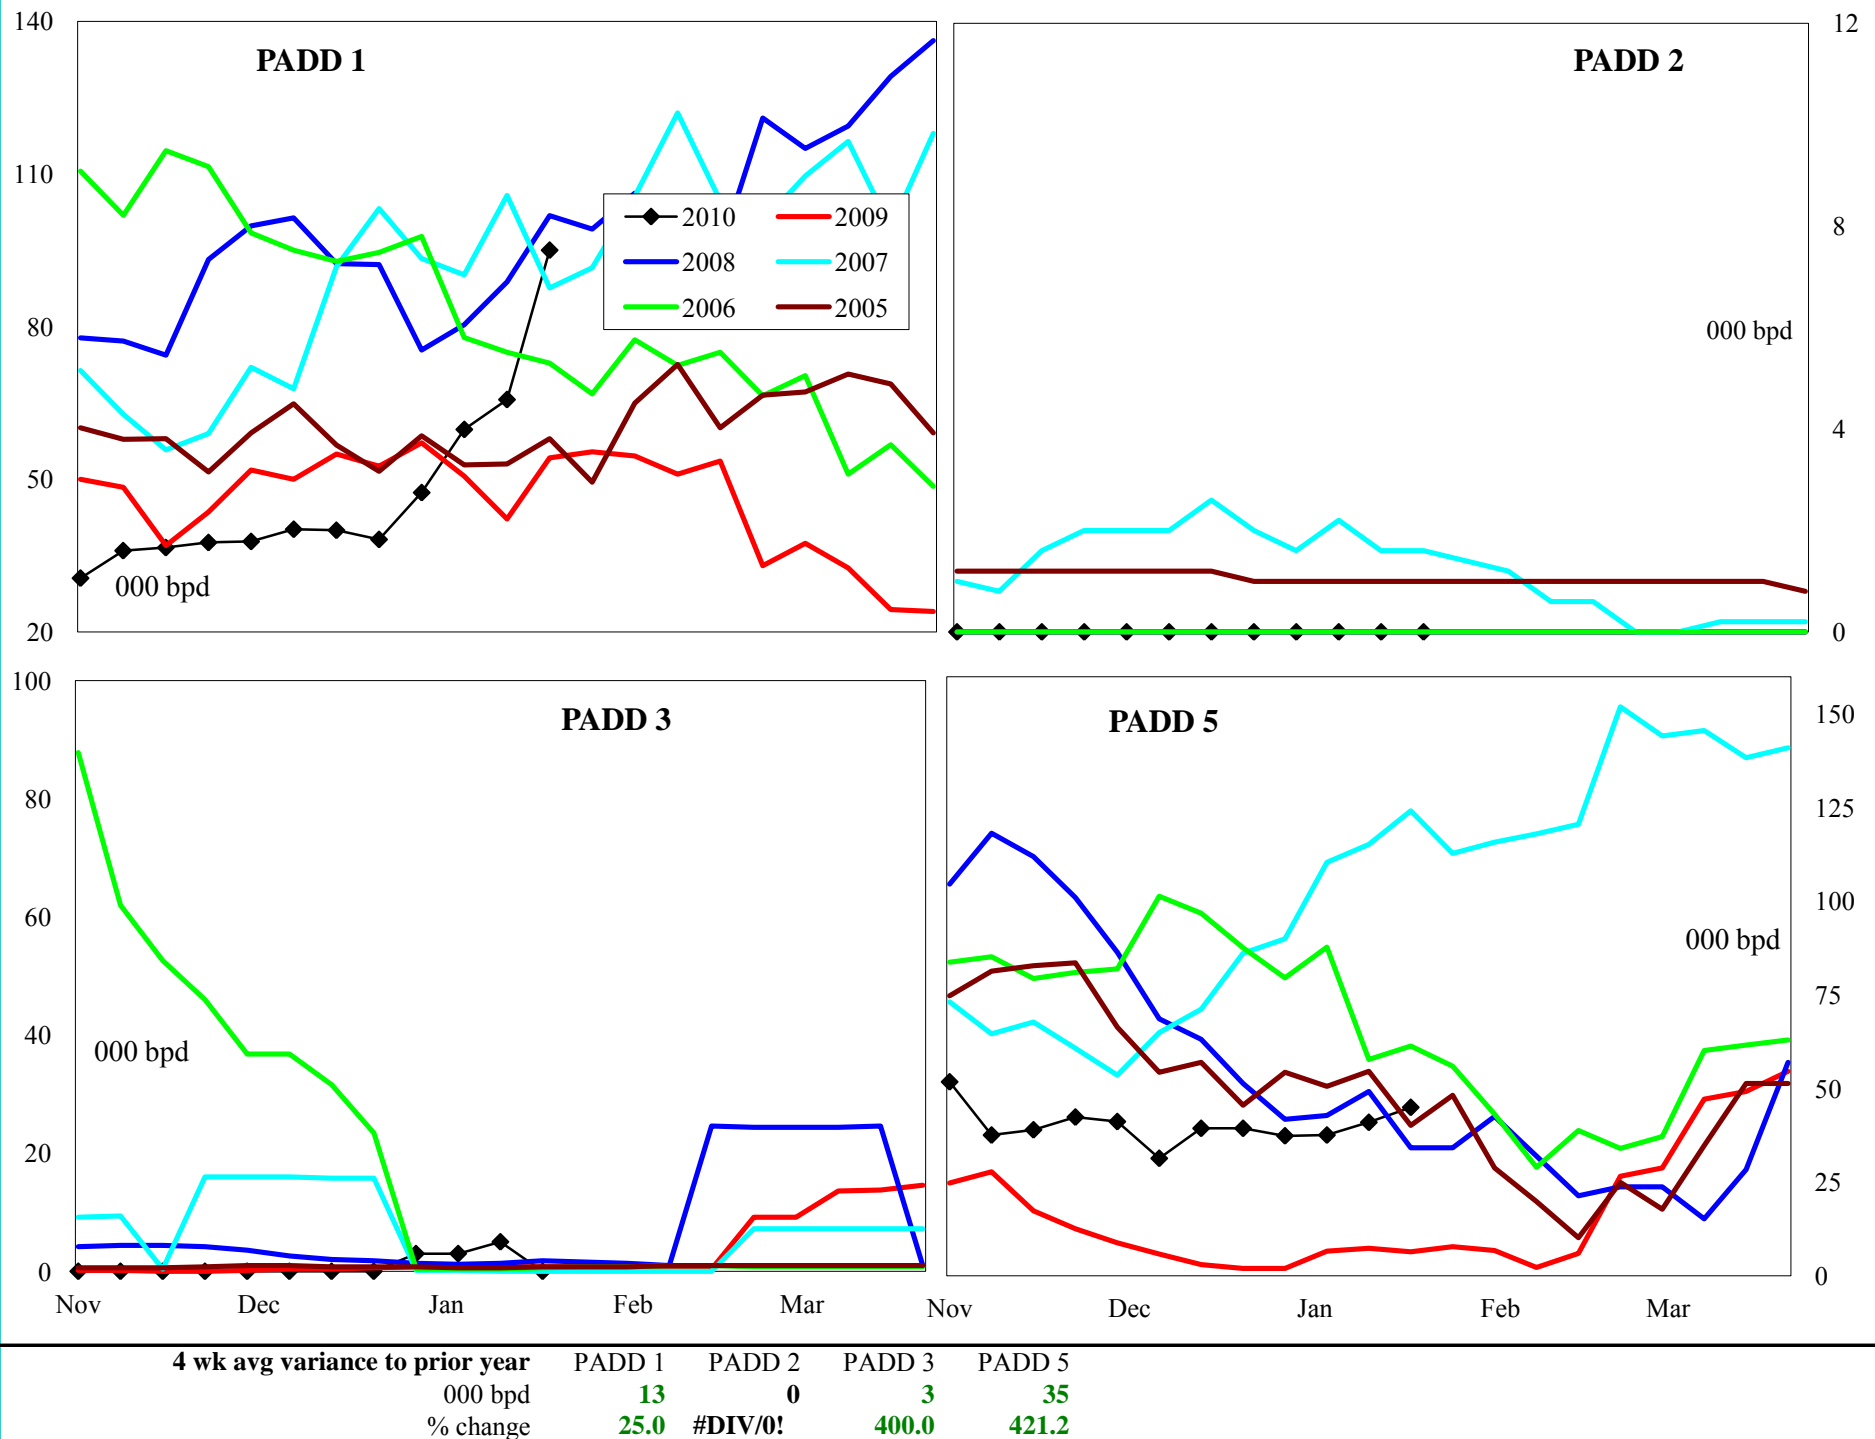 140
110
80
50
20
PADD 1
000 bpd
2010
2009
2008
2007
2006
2005
PADD 2
12
8
4
0
000 bpd
100
80
60
40
20
0
PADD 3
000 bpd
Nov Dec Jan Feb Mar
PADD 5
150
125
100
75
50
25
0
000 bpd
Nov Dec Jan Feb Mar
4 wk avg variance to prior year PADD 1 PADD 2 PADD 3 PADD 5
000 bpd 13 0 3 35
% change 25.0 #DIV/0! 400.0 421.2